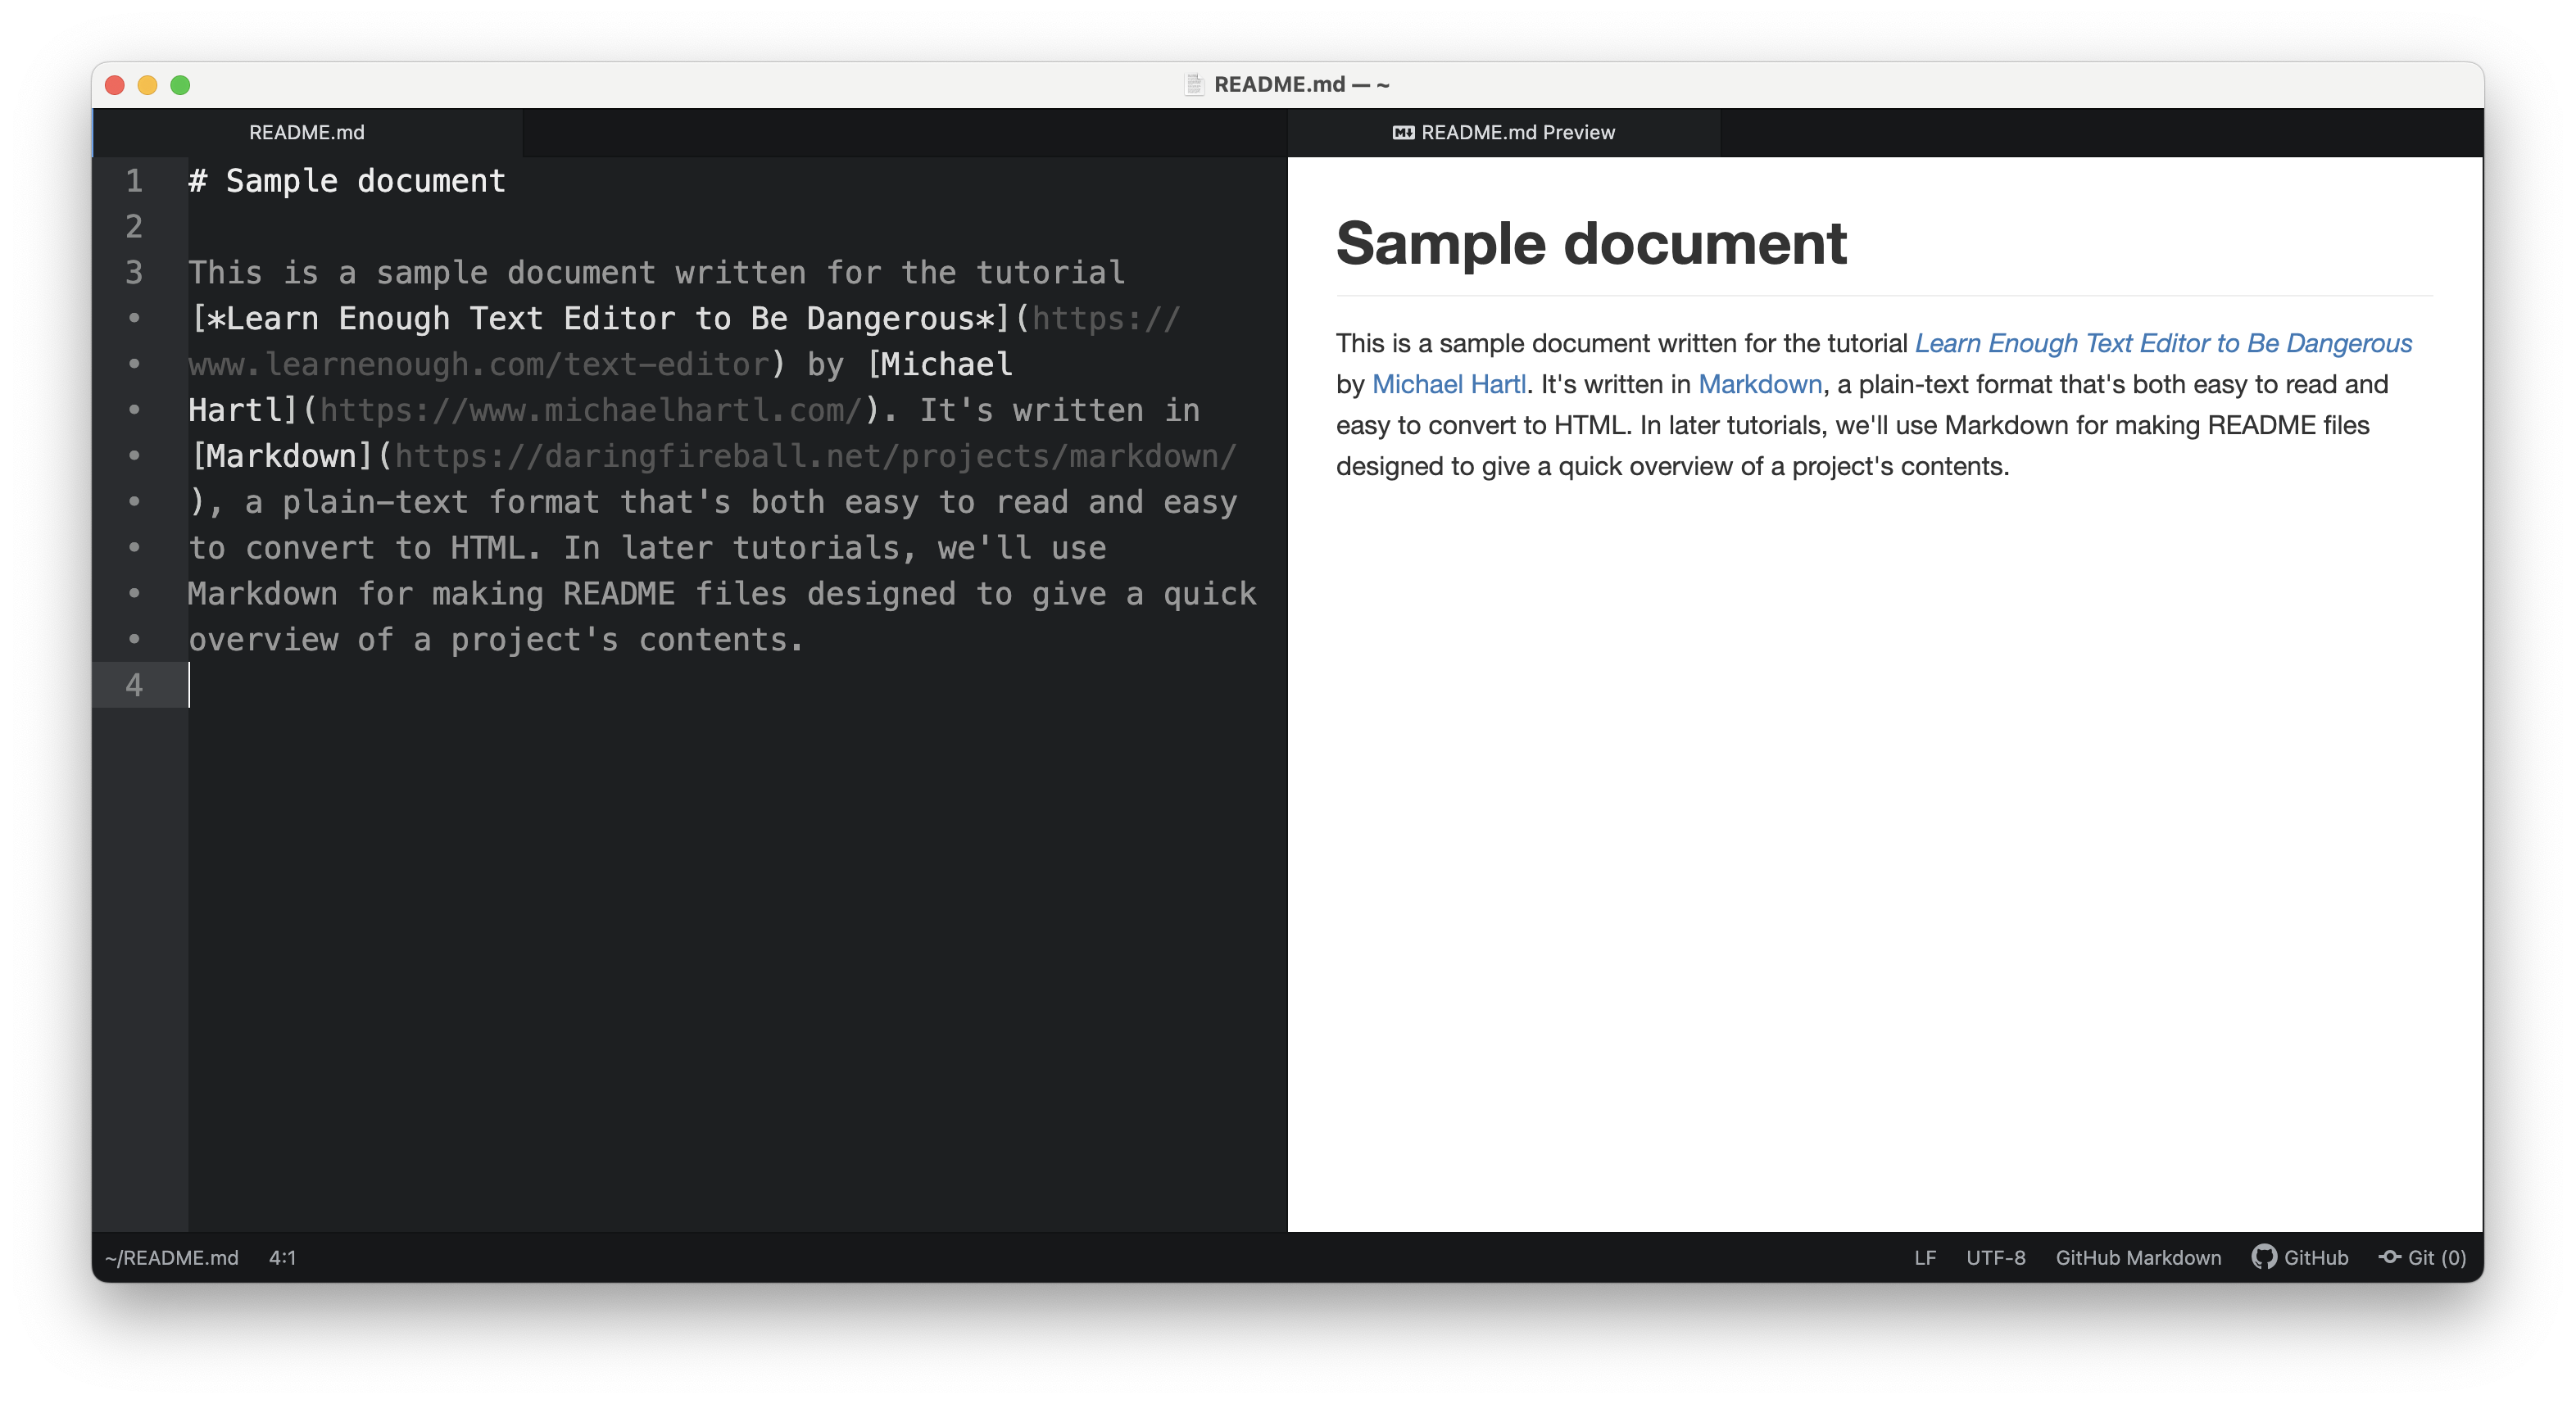 README.md — ~
README.md
README.md Preview
1 # Sample document
2
3 This is a sample document written for the tutorial
• [*Learn Enough Text Editor to Be Dangerous*](https://
• www.learnenough.com/text-editor) by [Michael
• Hartl](https://www.michaelhartl.com/). It's written in
• [Markdown](https://daringfireball.net/projects/markdown/
• ), a plain-text format that's both easy to read and easy
• to convert to HTML. In later tutorials, we'll use
• Markdown for making README files designed to give a quick
• overview of a project's contents.
4
Sample document
This is a sample document written for the tutorial Learn Enough Text Editor to Be Dangerous
by Michael Hartl. It's written in Markdown, a plain-text format that's both easy to read and
easy to convert to HTML. In later tutorials, we'll use Markdown for making README files
designed to give a quick overview of a project's contents.
~/README.md 4:1
LF UTF-8 GitHub Markdown GitHub Git (0)